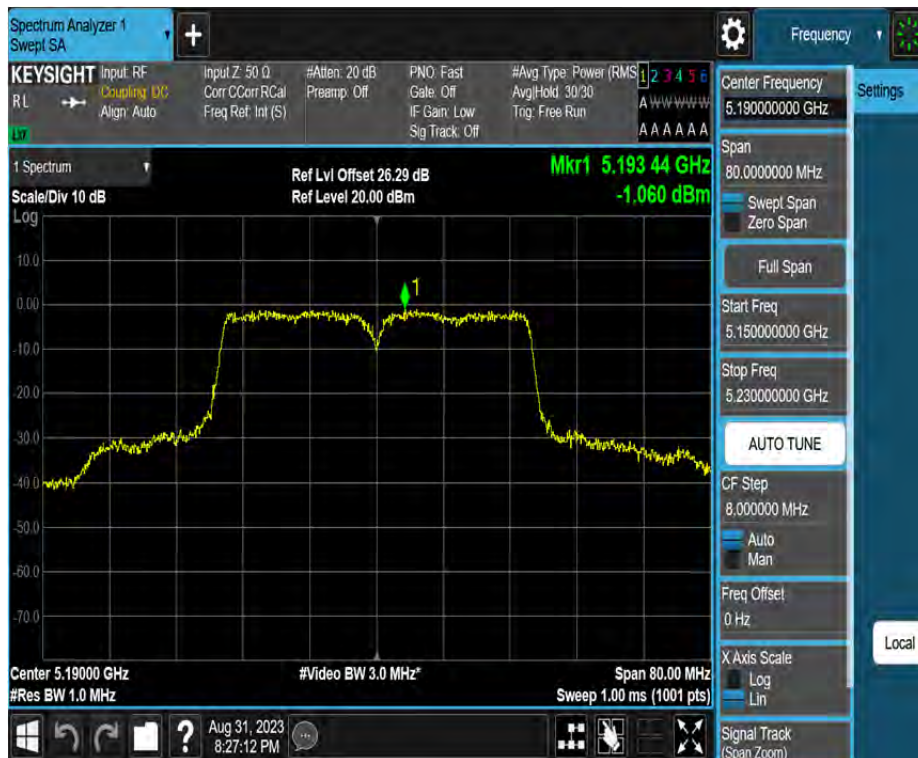 Spectrum Analyzer 1
Swept SA
+
Frequency
KEYSIGHT
RL
Input: RF
Coupling: DC
Align: Auto
Input Z: 50 Ω
Corr CCorr RCal
Freq Ref: Int (S)
#Atten: 20 dB
Preamp: Off
PNO: Fast
Gate: Off
IF Gain: Low
Sig Track: Off
#Avg Type: Power (RMS
Avg|Hold: 30/30
Trig: Free Run
1 2 3 4 5 6
A W W W W W
A A A A A A
LXI
1 Spectrum
Scale/Div 10 dB
Ref Lvl Offset 26.29 dB
Ref Level 20.00 dBm
Mkr1 5.193 44 GHz
-1.060 dBm
Log
10.0
0.00
-10.0
-20.0
-30.0
-40.0
-50.0
-60.0
-70.0
1
Center 5.19000 GHz
#Res BW 1.0 MHz
#Video BW 3.0 MHz*
Span 80.00 MHz
Sweep 1.00 ms (1001 pts)
Aug 31, 2023
8:27:12 PM
?
Center Frequency
5.190000000 GHz
Span
80.0000000 MHz
Swept Span
Zero Span
Full Span
Start Freq
5.150000000 GHz
Stop Freq
5.230000000 GHz
AUTO TUNE
CF Step
8.000000 MHz
Auto
Man
Freq Offset
0 Hz
X Axis Scale
Log
Lin
Signal Track
(Span Zoom)
Settings
Local